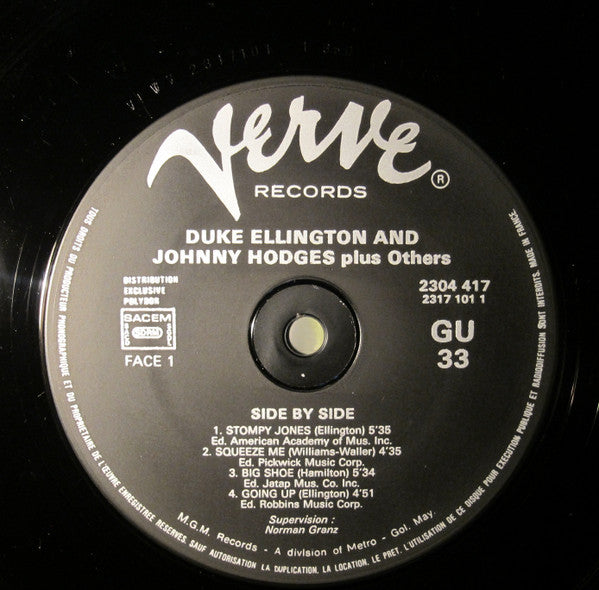 Verve ®
RECORDS
DUKE ELLINGTON AND
JOHNNY HODGES plus Others
DISTRIBUTION
EXCLUSIVE
POLYDOR
SACEM
SDRM
FACE 1
2304 417
2317 101 1
GU
33
SIDE BY SIDE
1. STOMPY JONES (Ellington) 5'35
Ed. American Academy of Mus. Inc.
2. SQUEEZE ME (Williams-Waller) 4'35
Ed. Pickwick Music Corp.
3. BIG SHOE (Hamilton) 5'34
Ed. Jatap Mus. Co. Inc.
4. GOING UP (Ellington) 4'51
Ed. Robbins Music Corp.
Supervision :
Norman Granz
M.G.M. Records - A division of Metro - Gol. May.
TOUS DROITS DU PRODUCTEUR PHONOGRAPHIQUE ET DU PROPRIETAIRE DE L'ŒUVRE ENREGISTREE RESERVES. SAUF AUTORISATION LA DUPLICATION, LA LOCATION, LE PRET, L'UTILISATION DE CE DISQUE POUR EXECUTION PUBLIQUE ET RADIODIFFUSION SONT INTERDITS. MADE IN FRANCE.